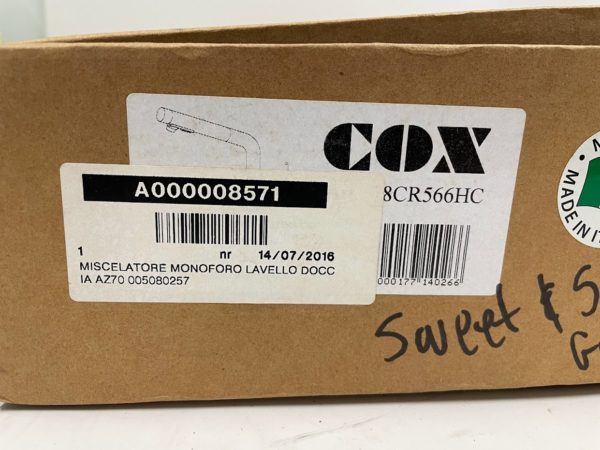 COX
8CR566HC
000177 140266
A000008571
1 nr 14/07/2016
MISCELATORE MONOFORO LAVELLO DOCC
IA AZ70 005080257
MADE IN IT
Sweet & S